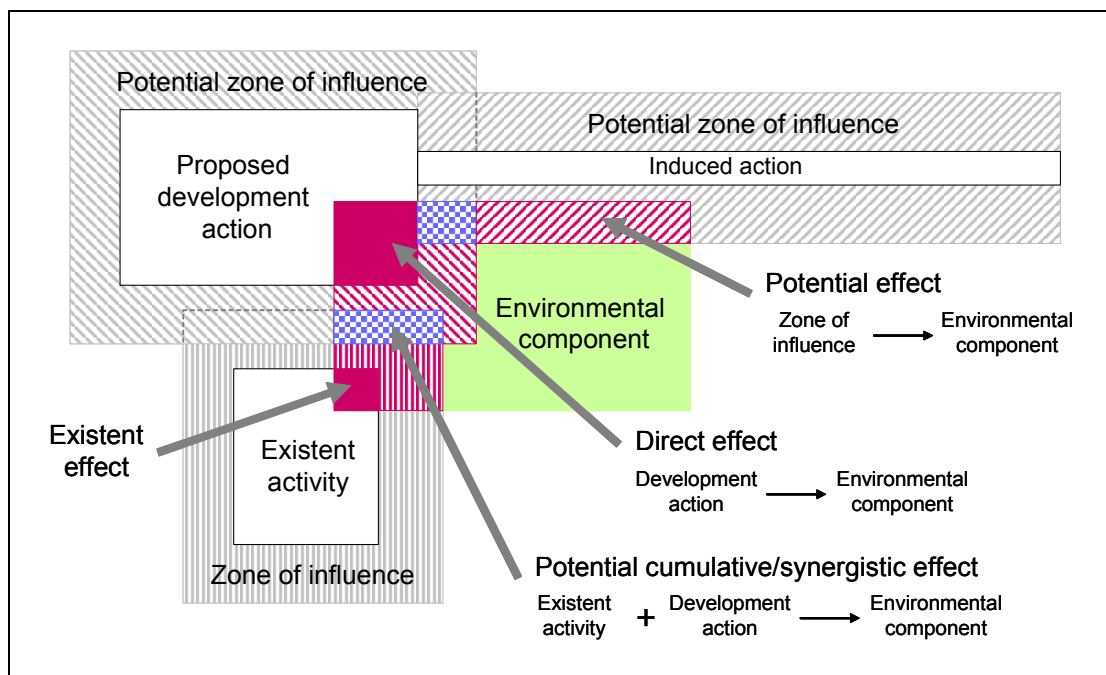 Potential zone of influence
Potential zone of influence
Induced action
Proposed
development
action
Environmental
component
Potential effect
Zone of
influence
Environmental
component
Existent
effect
Existent
activity
Direct effect
Development
action
Environmental
component
Zone of influence
Potential cumulative/synergistic effect
Existent
activity
+
Development
action
Environmental
component